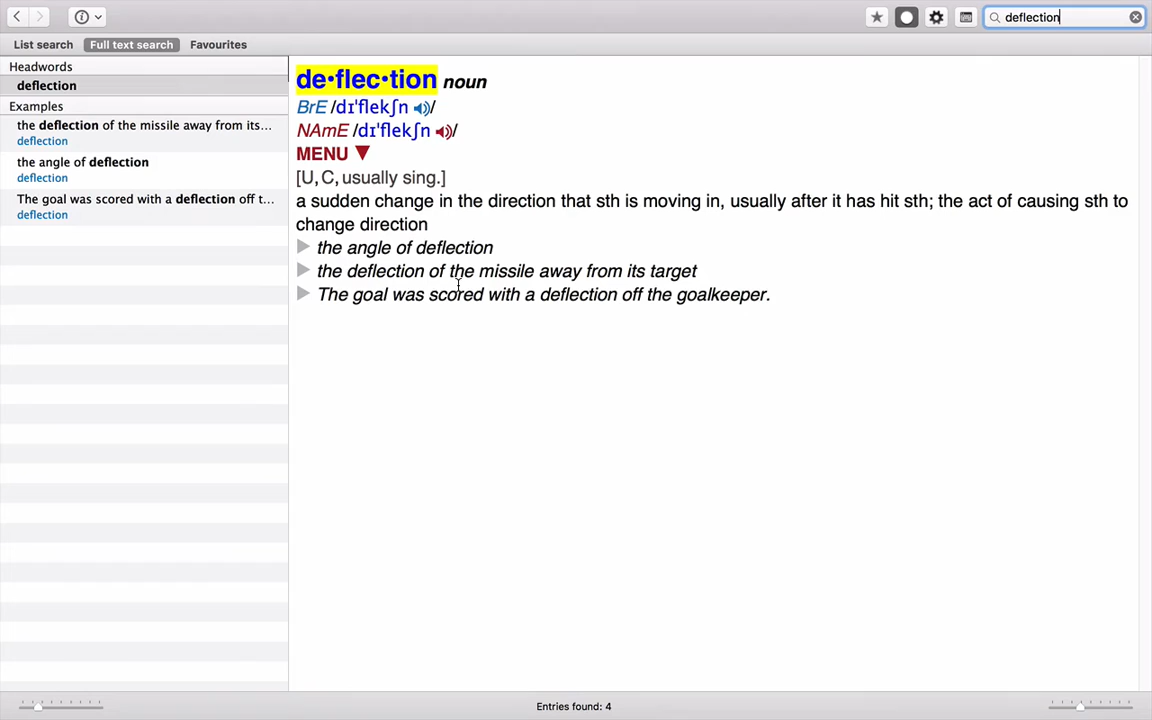 deflection
List search Full text search Favourites
Headwords
deflection
Examples
the deflection of the missile away from its...
deflection
the angle of deflection
deflection
The goal was scored with a deflection off t...
deflection
de•flec•tion noun
BrE /dɪˈflekʃn /
NAmE /dɪˈflekʃn /
MENU ▼
[U, C, usually sing.]
a sudden change in the direction that sth is moving in, usually after it has hit sth; the act of causing sth to
change direction
the angle of deflection
the deflection of the missile away from its target
The goal was scored with a deflection off the goalkeeper.
Entries found: 4